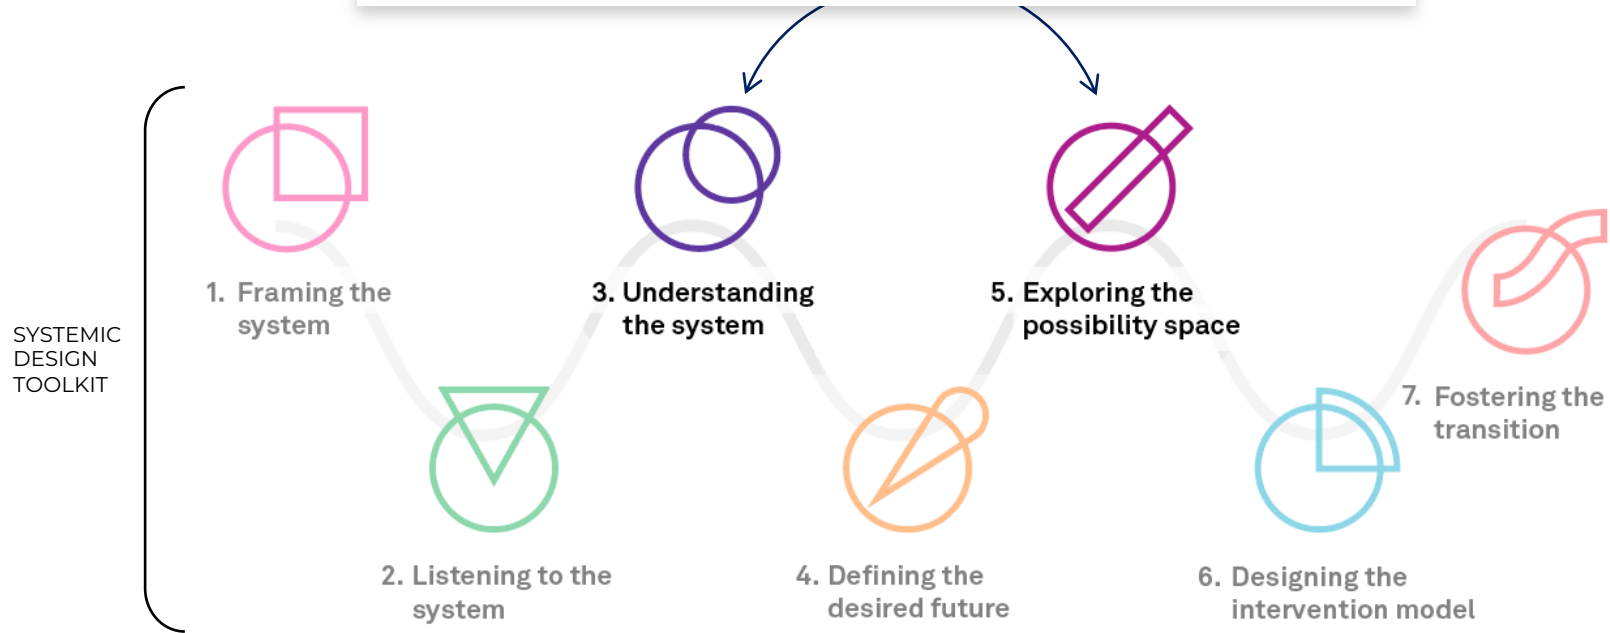 SYSTEMIC
DESIGN
TOOLKIT
1. Framing the
system
2. Listening to the
system
3. Understanding
the system
4. Defining the
desired future
5. Exploring the
possibility space
6. Designing the
intervention model
7. Fostering the
transition